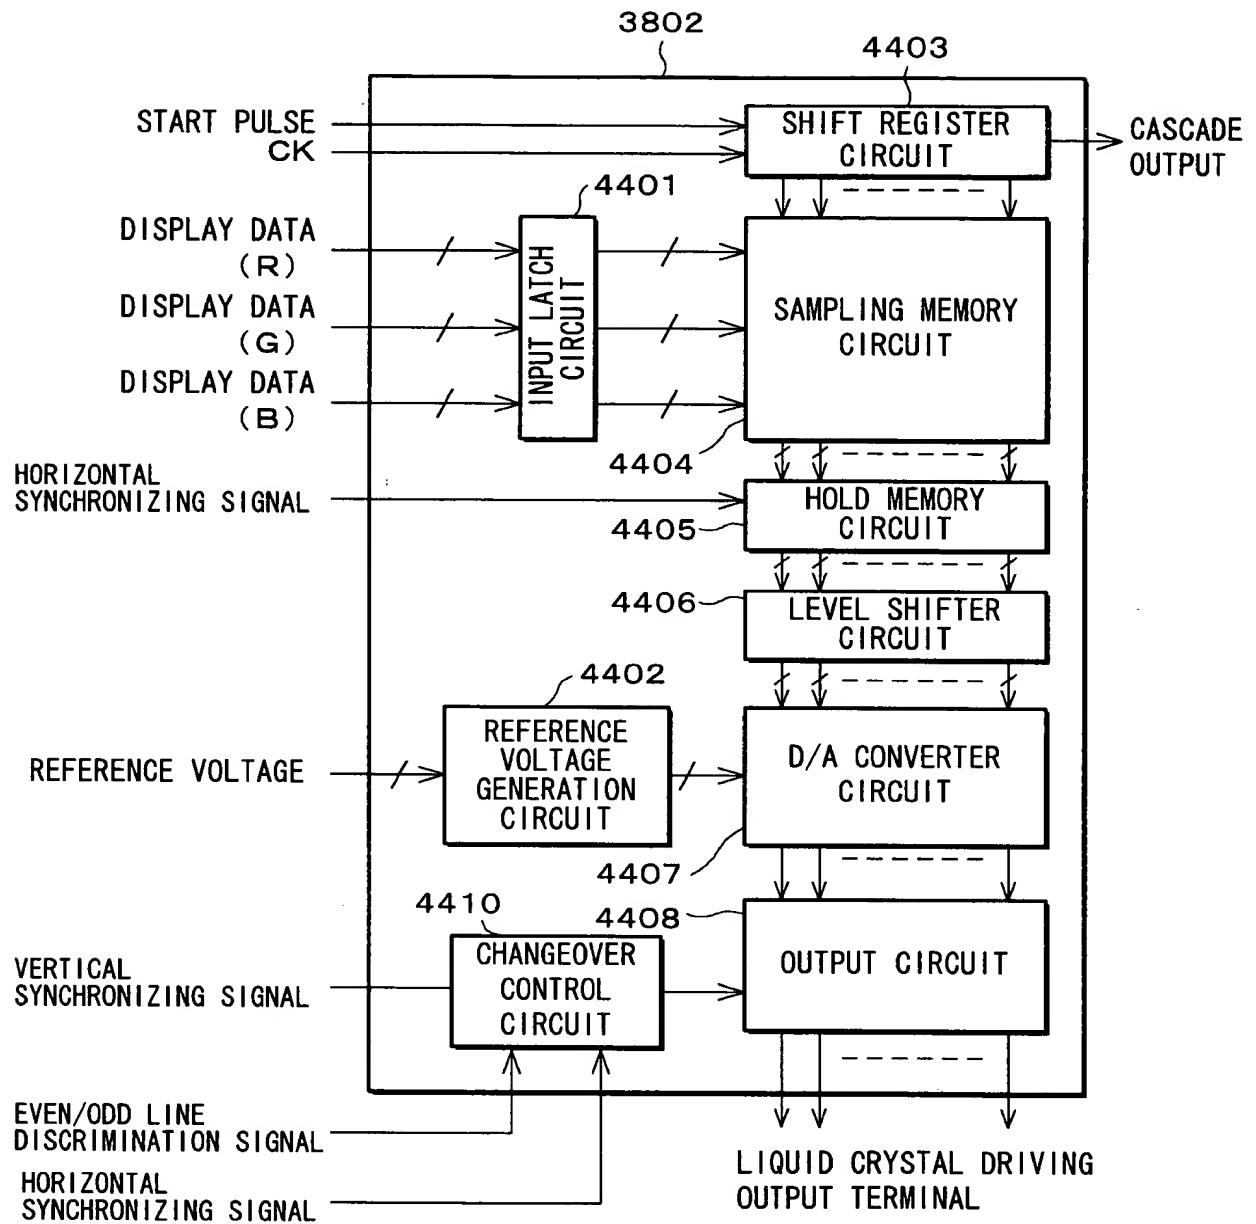 3802
4403
START PULSE
CK
SHIFT REGISTER
CIRCUIT
CASCADE
OUTPUT
4401
DISPLAY DATA
(R)
DISPLAY DATA
(G)
DISPLAY DATA
(B)
INPUT LATCH
CIRCUIT
SAMPLING MEMORY
CIRCUIT
4404
HORIZONTAL
SYNCHRONIZING SIGNAL
HOLD MEMORY
CIRCUIT
4405
4406
LEVEL SHIFTER
CIRCUIT
4402
REFERENCE VOLTAGE
REFERENCE
VOLTAGE
GENERATION
CIRCUIT
D/A CONVERTER
CIRCUIT
4407
4410
4408
VERTICAL
SYNCHRONIZING SIGNAL
CHANGEOVER
CONTROL
CIRCUIT
OUTPUT CIRCUIT
EVEN/ODD LINE
DISCRIMINATION SIGNAL
HORIZONTAL
SYNCHRONIZING SIGNAL
LIQUID CRYSTAL DRIVING
OUTPUT TERMINAL